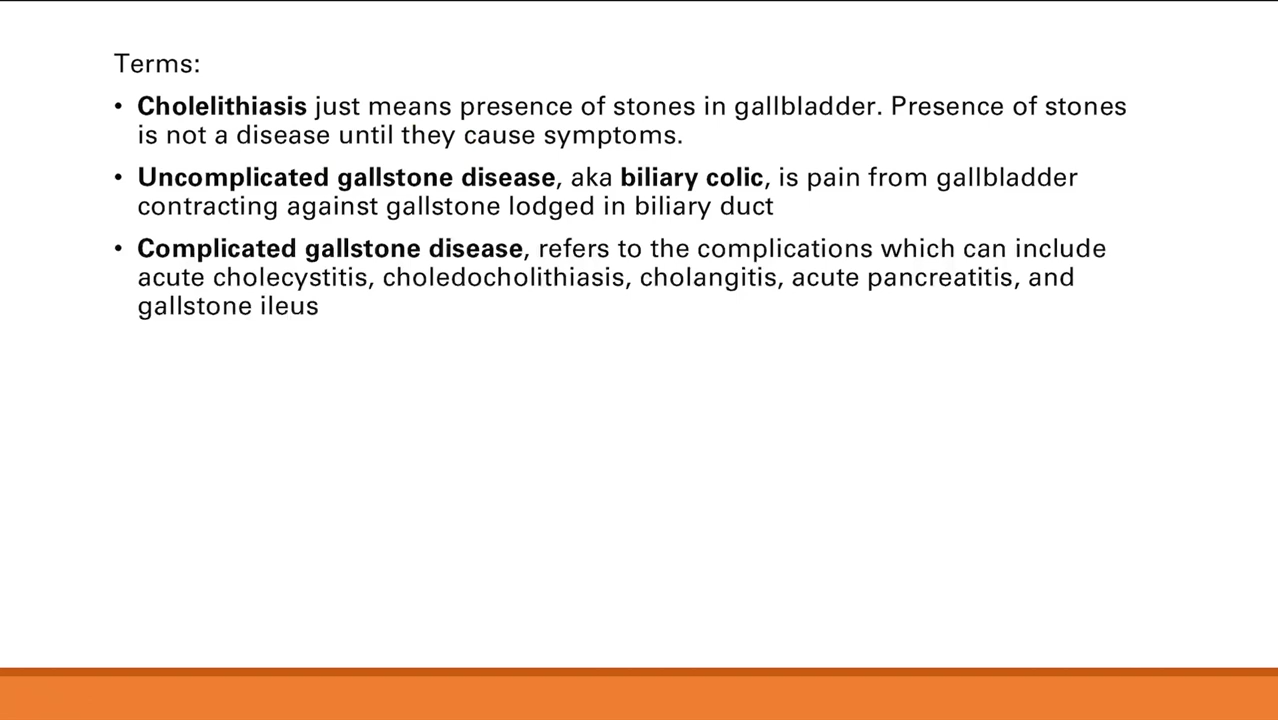 Terms:
• Cholelithiasis just means presence of stones in gallbladder. Presence of stones
is not a disease until they cause symptoms.
• Uncomplicated gallstone disease, aka biliary colic, is pain from gallbladder
contracting against gallstone lodged in biliary duct
• Complicated gallstone disease, refers to the complications which can include
acute cholecystitis, choledocholithiasis, cholangitis, acute pancreatitis, and
gallstone ileus